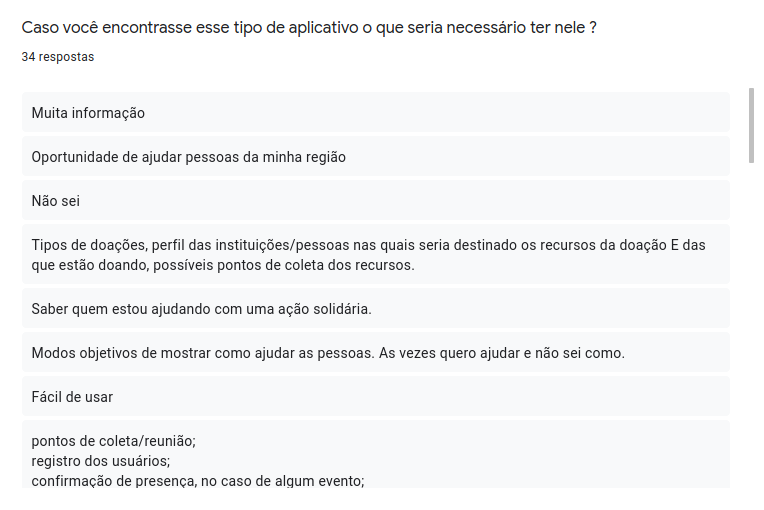 Caso você encontrasse esse tipo de aplicativo o que seria necessário ter nele ?
34 respostas
Muita informação
Oportunidade de ajudar pessoas da minha região
Não sei
Tipos de doações, perfil das instituições/pessoas nas quais seria destinado os recursos da doação E das
que estão doando, possíveis pontos de coleta dos recursos.
Saber quem estou ajudando com uma ação solidária.
Modos objetivos de mostrar como ajudar as pessoas. As vezes quero ajudar e não sei como.
Fácil de usar
pontos de coleta/reunião;
registro dos usuários;
confirmação de presença, no caso de algum evento;